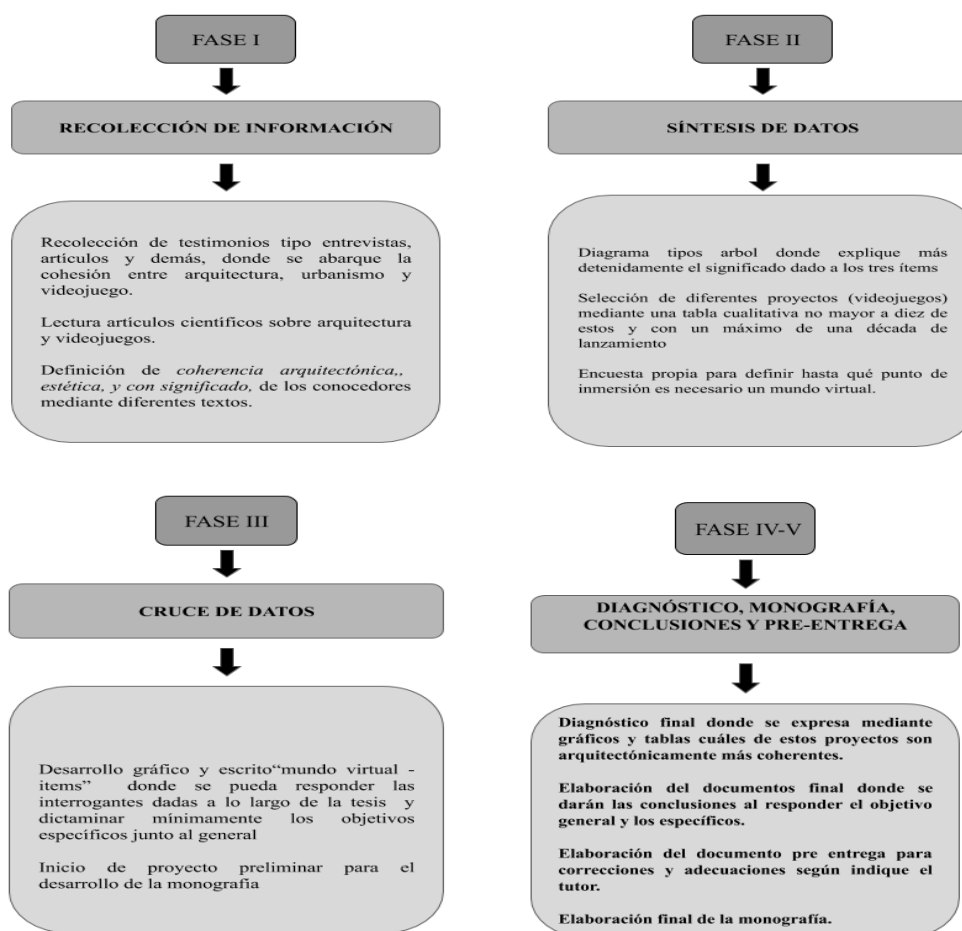 FASE I
RECOLECCIÓN DE INFORMACIÓN
Recolección de testimonios tipo entrevistas,
artículos y demás, donde se abarque la
cohesión entre arquitectura, urbanismo y
videojuego.
Lectura artículos científicos sobre arquitectura
y videojuegos.
Definición de coherencia arquitectónica,,
estética, y con significado, de los conocedores
mediante diferentes textos.
FASE II
SÍNTESIS DE DATOS
Diagrama tipos arbol donde explique más
detenidamente el significado dado a los tres ítems
Selección de diferentes proyectos (videojuegos)
mediante una tabla cualitativa no mayor a diez de
estos y con un máximo de una década de
lanzamiento
Encuesta propia para definir hasta qué punto de
inmersión es necesario un mundo virtual.
FASE III
CRUCE DE DATOS
Desarrollo gráfico y escrito“mundo virtual -
items” donde se pueda responder las
interrogantes dadas a lo largo de la tesis y
dictaminar mínimamente los objetivos
específicos junto al general
Inicio de proyecto preliminar para el
desarrollo de la monografia
FASE IV-V
DIAGNÓSTICO, MONOGRAFÍA,
CONCLUSIONES Y PRE-ENTREGA
Diagnóstico final donde se expresa mediante
gráficos y tablas cuáles de estos proyectos son
arquitectónicamente más coherentes.
Elaboración del documentos final donde se
darán las conclusiones al responder el objetivo
general y los específicos.
Elaboración del documento pre entrega para
correcciones y adecuaciones según indique el
tutor.
Elaboración final de la monografía.